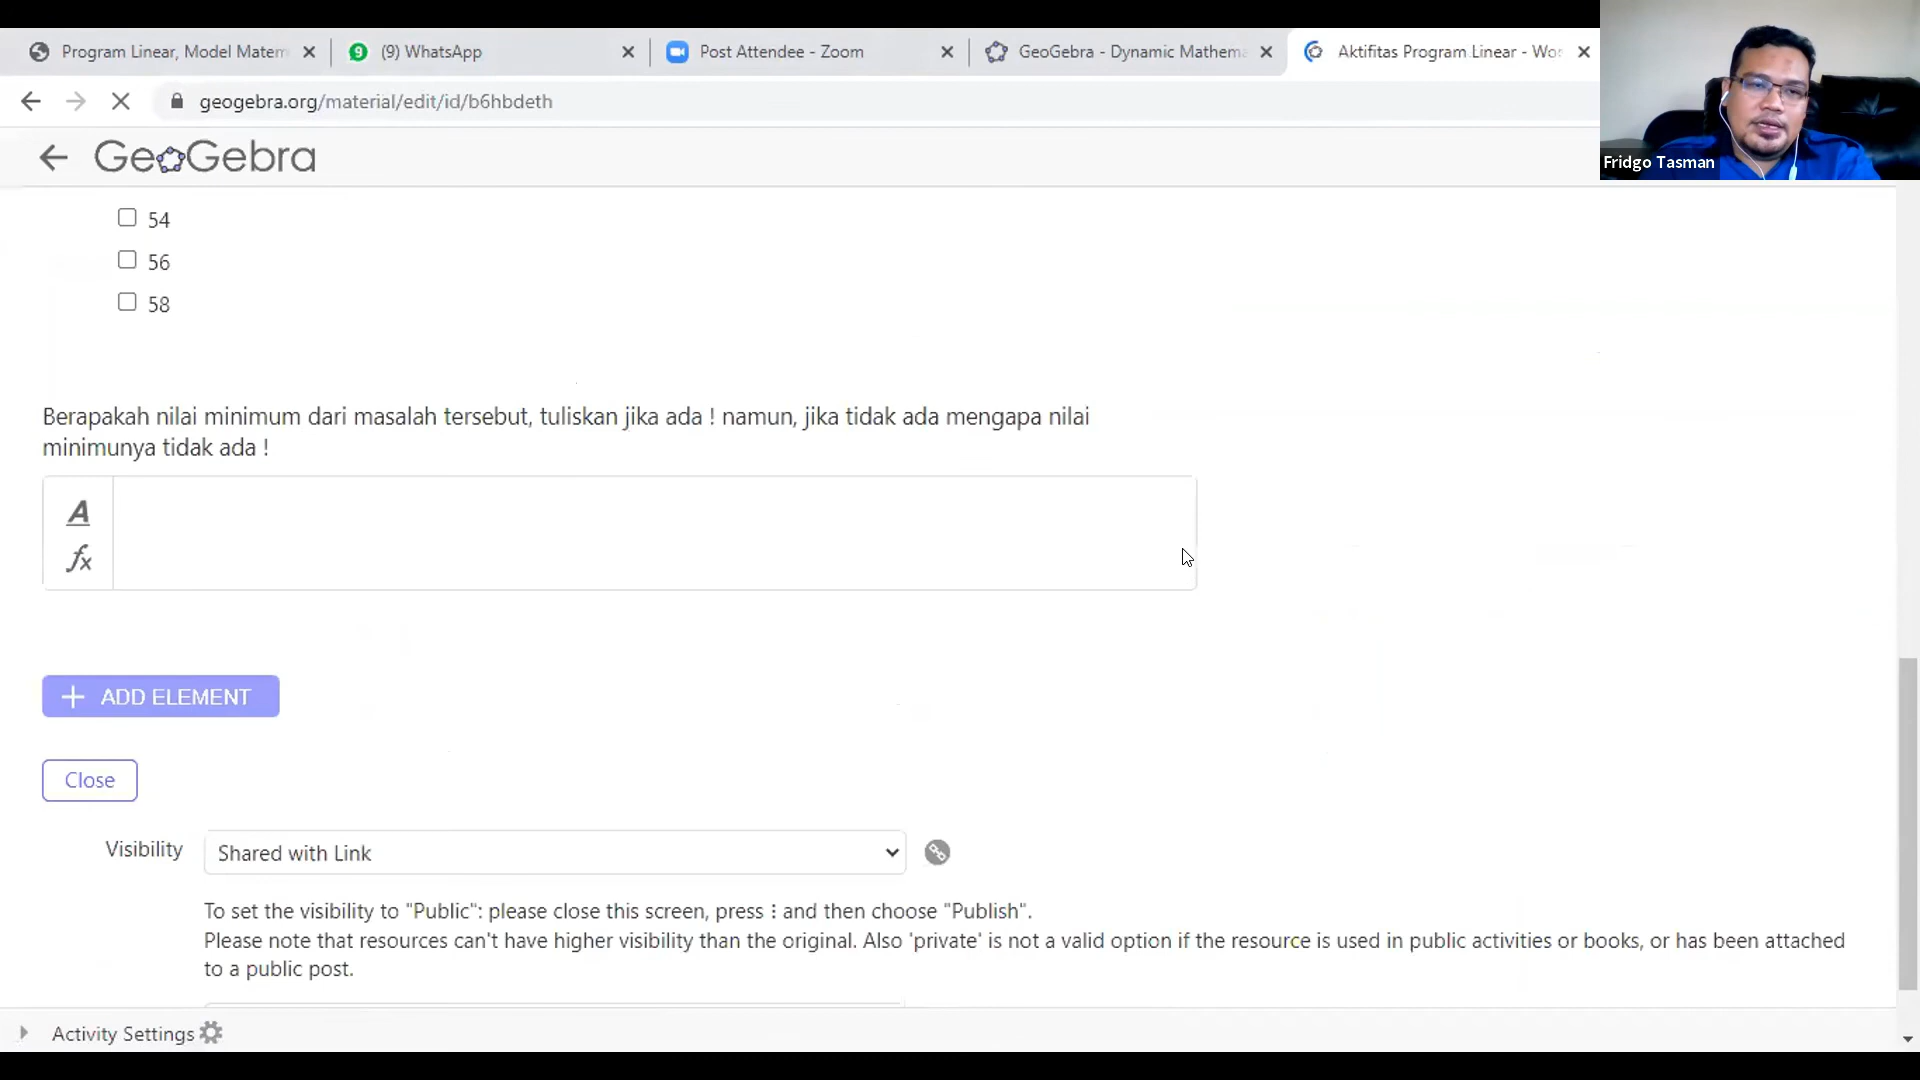 Program Linear, Model Matem
9
(9) WhatsApp
Post Attendee - Zoom
GeoGebra - Dynamic Mathema
Aktifitas Program Linear - Wo
geogebra.org/material/edit/id/b6hbdeth
GeoGebra
Fridgo Tasman
54
56
58
Berapakah nilai minimum dari masalah tersebut, tuliskan jika ada ! namun, jika tidak ada mengapa nilai
minimunya tidak ada !
A
fx
ADD ELEMENT
Close
Visibility
Shared with Link
To set the visibility to "Public": please close this screen, press ⋮ and then choose "Publish".
Please note that resources can't have higher visibility than the original. Also 'private' is not a valid option if the resource is used in public activities or books, or has been attached
to a public post.
Activity Settings